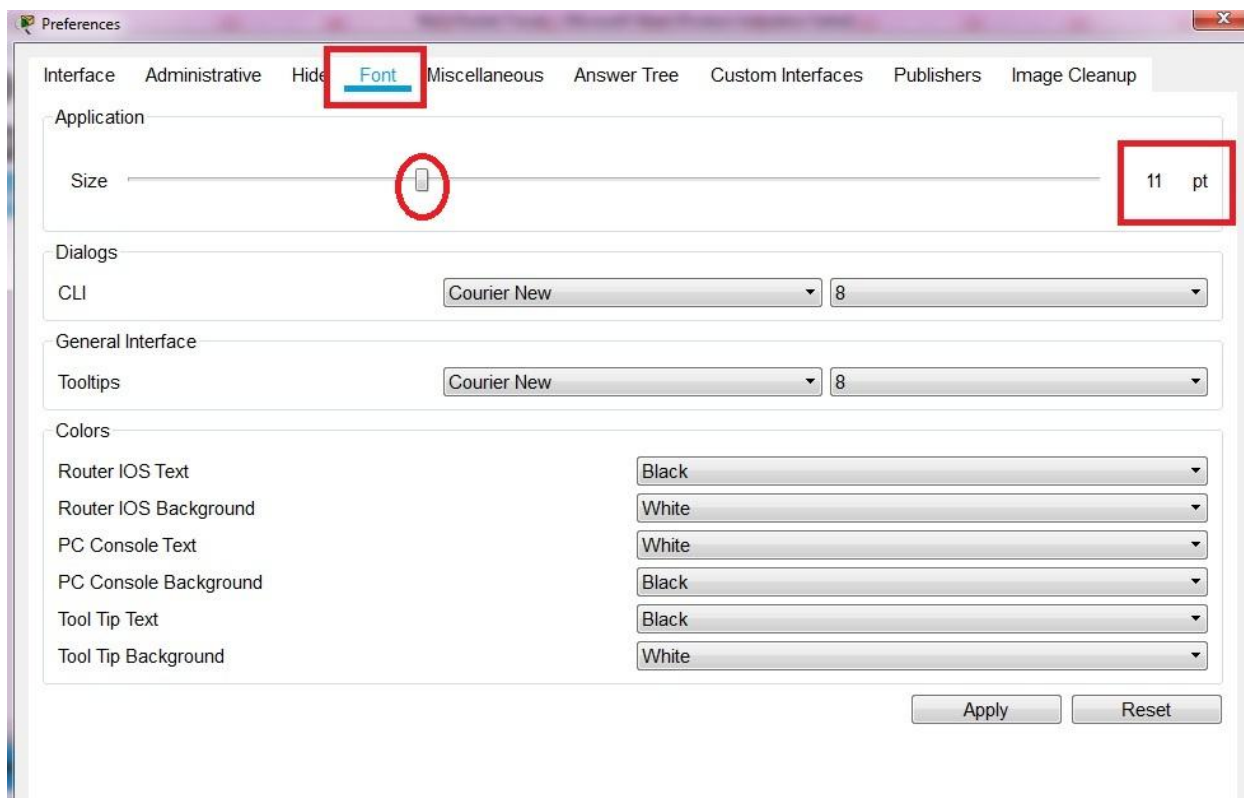 Preferences
Interface Administrative Hide Font Miscellaneous Answer Tree Custom Interfaces Publishers Image Cleanup
Application
Size 11 pt
Dialogs
CLI Courier New 8
General Interface
Tooltips Courier New 8
Colors
Router IOS Text Black
Router IOS Background White
PC Console Text White
PC Console Background Black
Tool Tip Text Black
Tool Tip Background White
Apply Reset